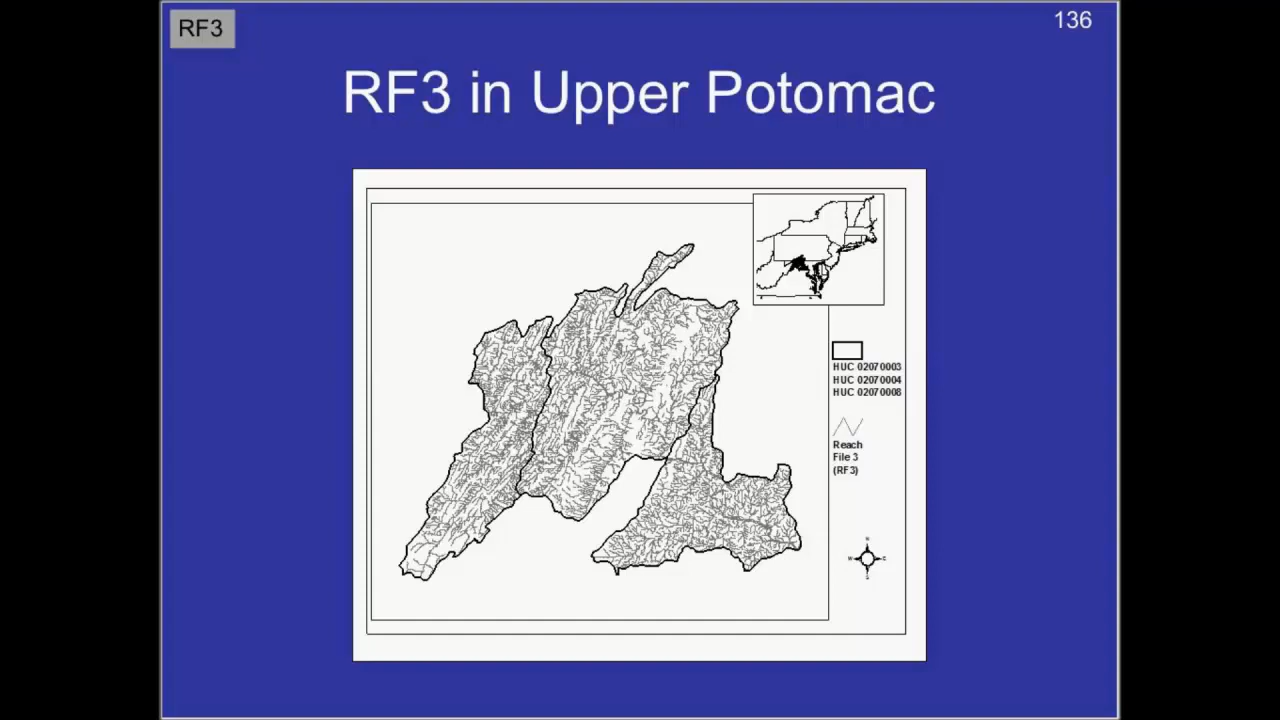 RF3
136
RF3 in Upper Potomac
HUC 02070003
HUC 02070004
HUC 02070008
Reach
File 3
(RF3)
N
W
E
S